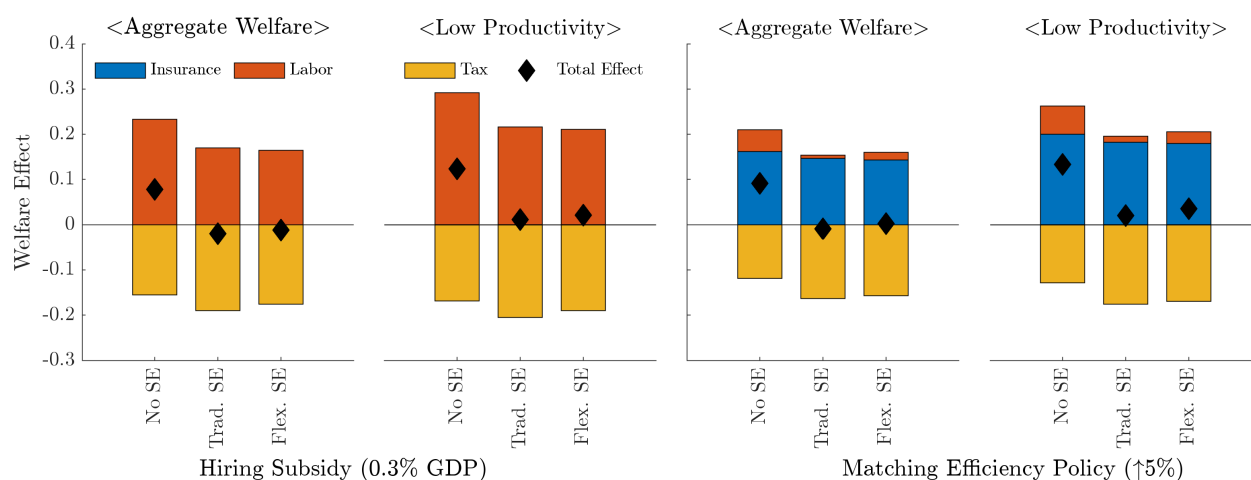 <Aggregate Welfare>
<Low Productivity>
<Aggregate Welfare>
<Low Productivity>
Insurance
Labor
Tax
Total Effect
Welfare Effect
0.4
0.3
0.2
0.1
0
-0.1
-0.2
-0.3
No SE
Trad. SE
Flex. SE
No SE
Trad. SE
Flex. SE
No SE
Trad. SE
Flex. SE
No SE
Trad. SE
Flex. SE
Hiring Subsidy (0.3% GDP)
Matching Efficiency Policy (↑5%)